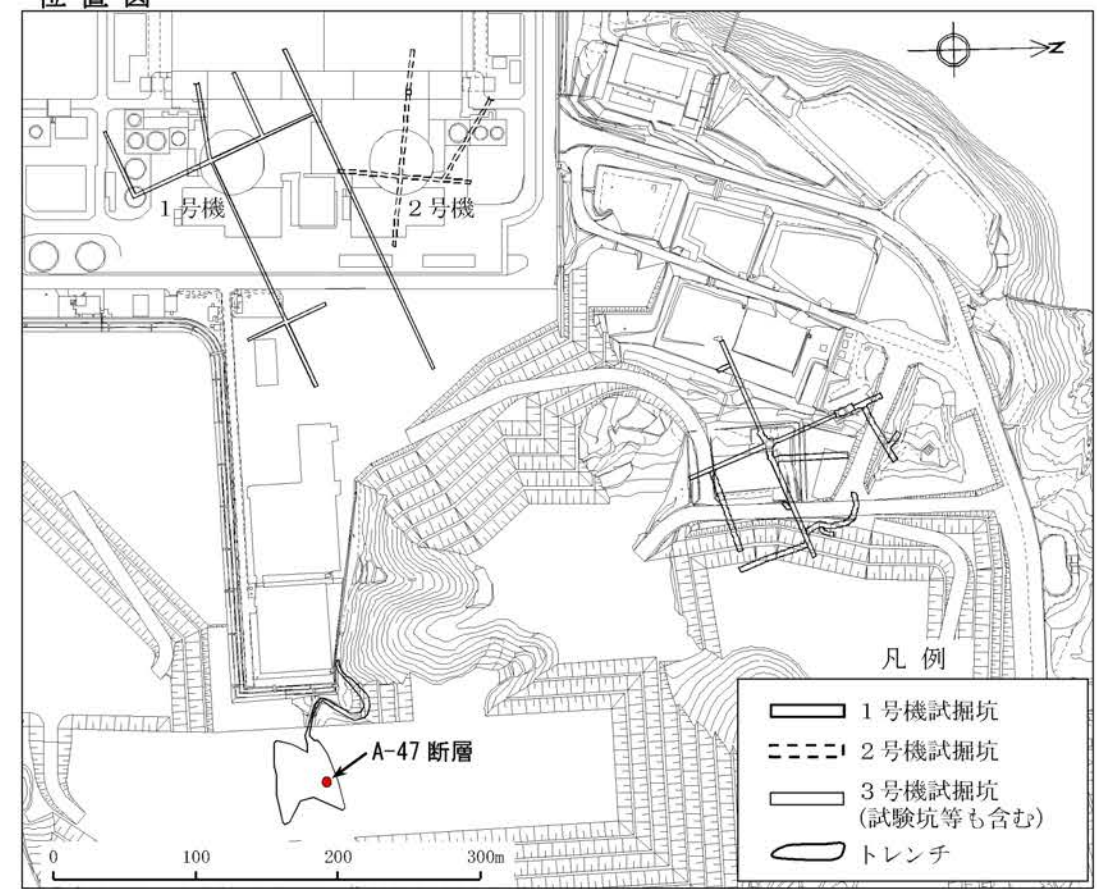 位 置 図
N
1号機
2号機
A-47 断層
凡 例
1号機試掘坑
2号機試掘坑
3号機試掘坑
(試験坑等も含む)
トレンチ
0 100 200 300m